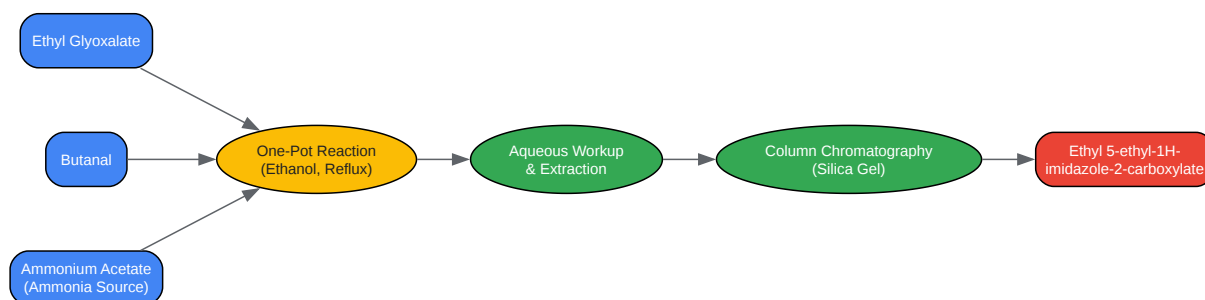 Ethyl Glyoxalate
Butanal
Ammonium Acetate
(Ammonia Source)
One-Pot Reaction
(Ethanol, Reflux)
Aqueous Workup
& Extraction
Column Chromatography
(Silica Gel)
Ethyl 5-ethyl-1H-
imidazole-2-carboxylate